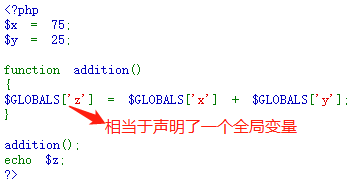 <?php
$x = 75;
$y = 25;
function addition()
{
$GLOBALS['z'] = $GLOBALS['x'] + $GLOBALS['y'];
}
相当于声明了一个全局变量
addition();
echo $z;
?>